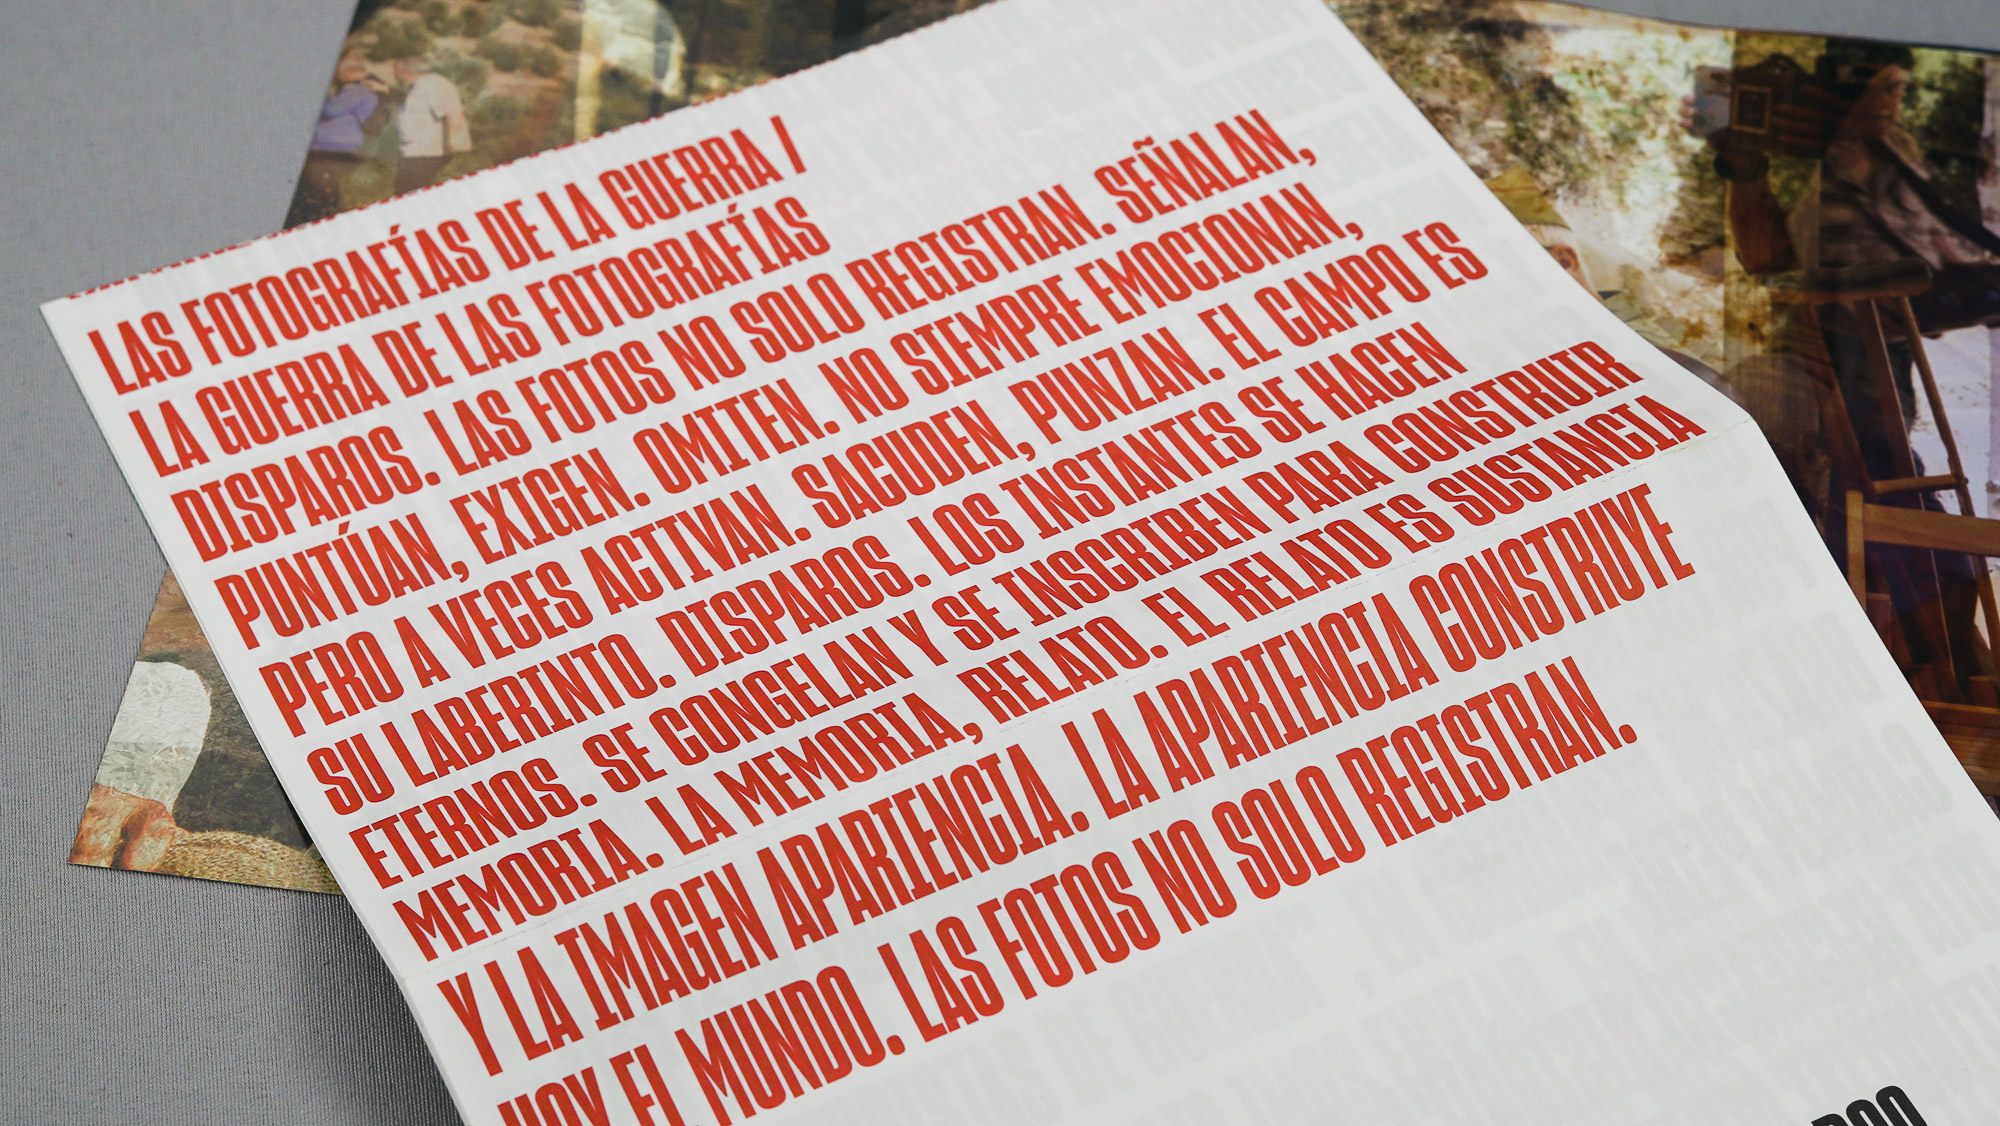 LAS FOTOGRAFÍAS DE LA GUERRA /
LA GUERRA DE LAS FOTOGRAFÍAS
DISPAROS. LAS FOTOS NO SOLO REGISTRAN. SEÑALAN,
PUNTÚAN, EXIGEN. OMITEN. NO SIEMPRE EMOCIONAN,
PERO A VECES ACTIVAN. SACUDEN, PUNZAN. EL CAMPO ES
SU LABERINTO. DISPAROS. LOS INSTANTES SE HACEN
ETERNOS. SE CONGELAN Y SE INSCRIBEN PARA CONSTRUIR
MEMORIA. LA MEMORIA, RELATO. EL RELATO ES SUSTANCIA
Y LA IMAGEN APARIENCIA. LA APARIENCIA CONSTRUYE
HOY EL MUNDO. LAS FOTOS NO SOLO REGISTRAN.